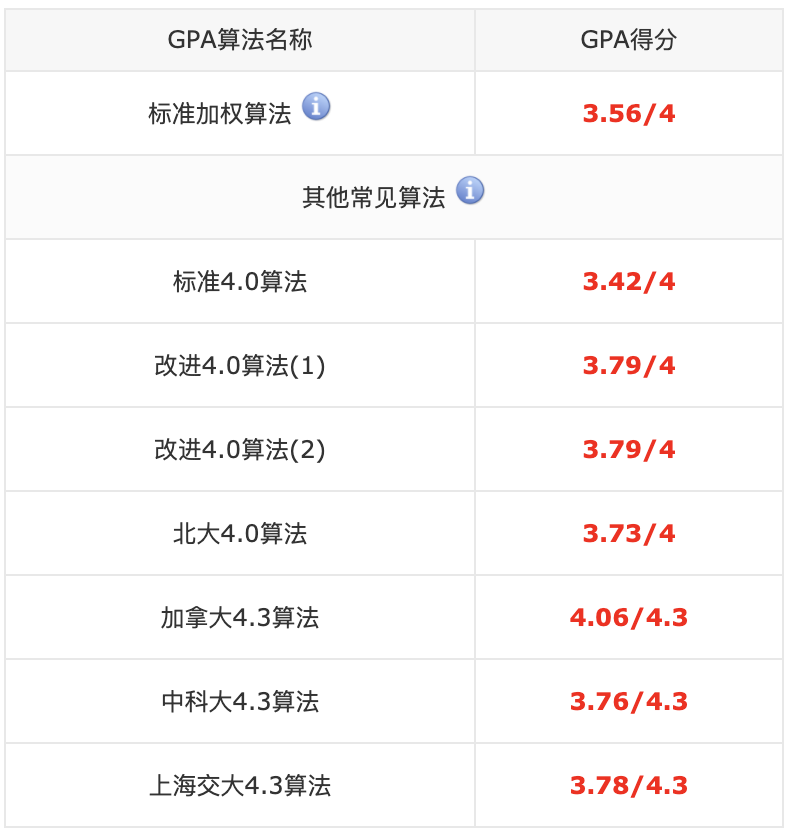 GPA算法名称 GPA得分
标准加权算法 3.56/4
其他常见算法
标准4.0算法 3.42/4
改进4.0算法(1) 3.79/4
改进4.0算法(2) 3.79/4
北大4.0算法 3.73/4
加拿大4.3算法 4.06/4.3
中科大4.3算法 3.76/4.3
上海交大4.3算法 3.78/4.3